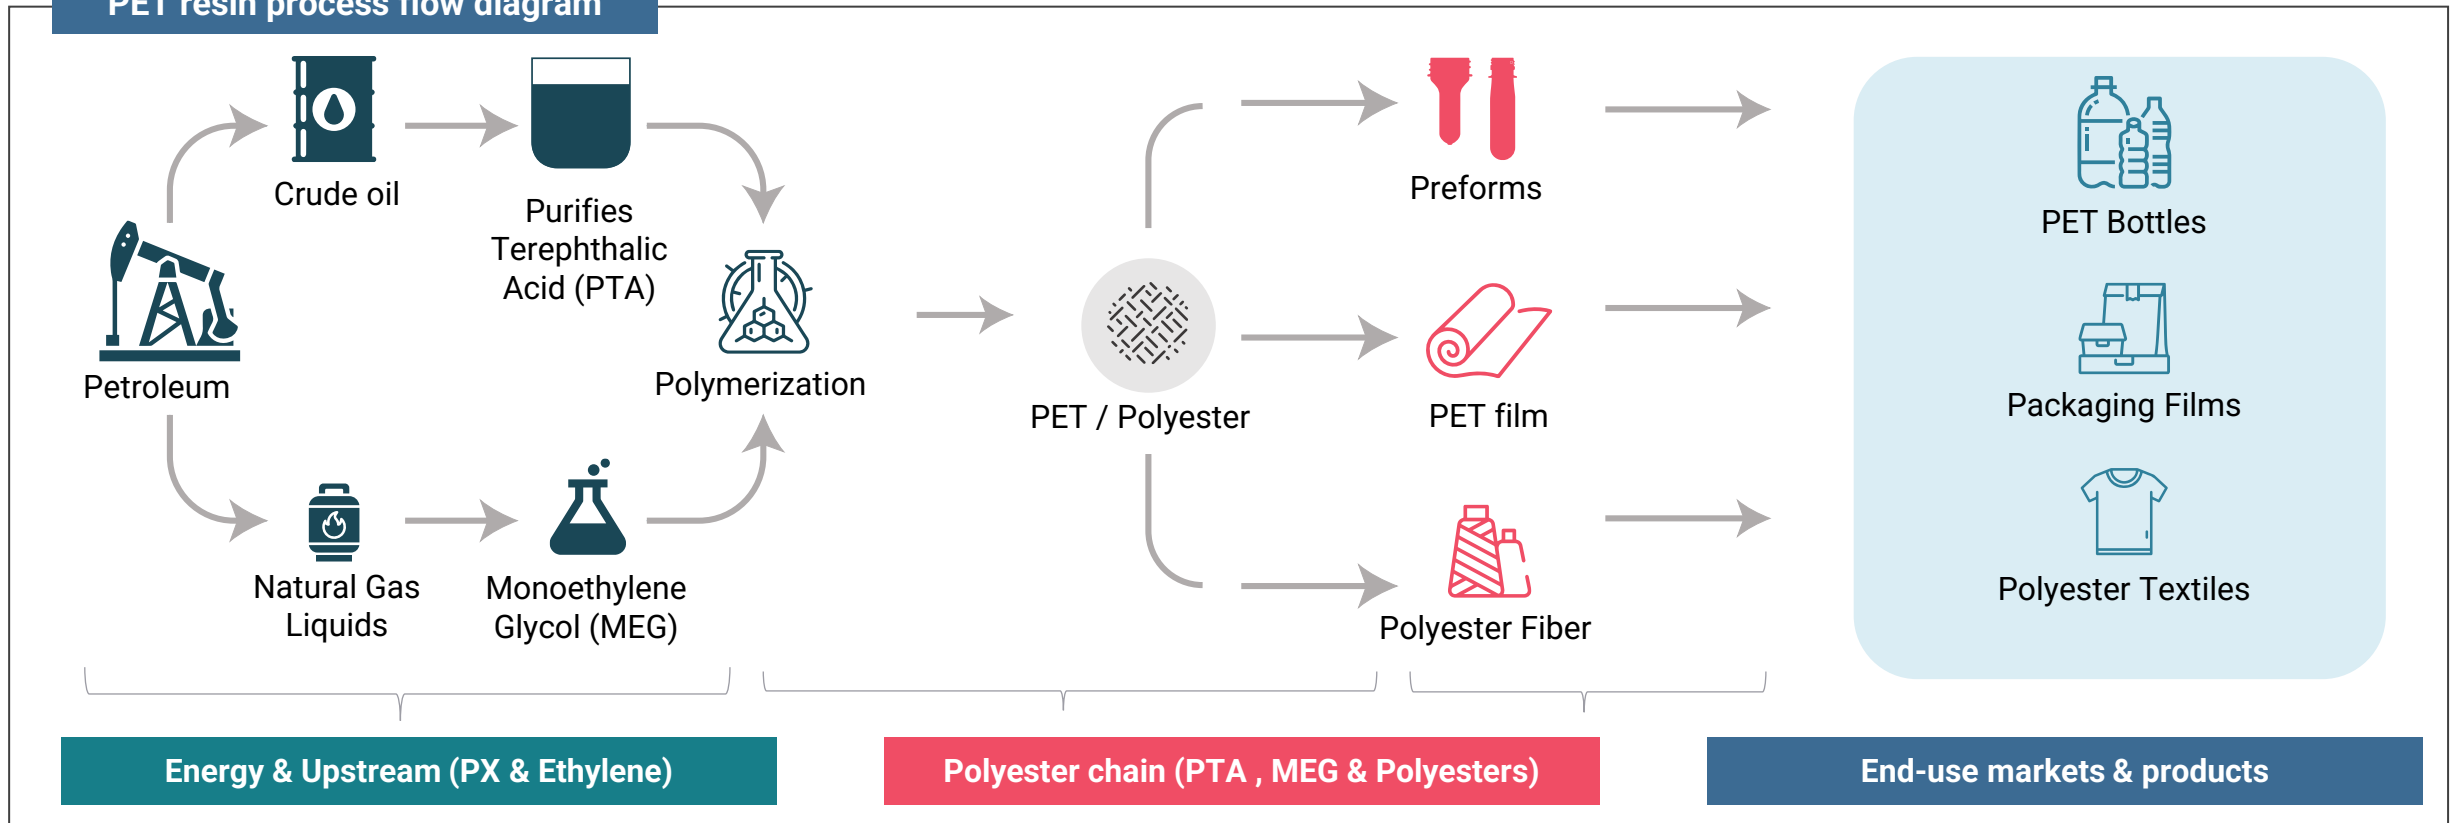 PET resin process flow diagram
Crude oil
Purifies
Terephthalic
Acid (PTA)
Petroleum
Polymerization
Natural Gas
Liquids
Monoethylene
Glycol (MEG)
PET / Polyester
Preforms
PET film
Polyester Fiber
PET Bottles
Packaging Films
Polyester Textiles
Energy & Upstream (PX & Ethylene)
Polyester chain (PTA , MEG & Polyesters)
End-use markets & products